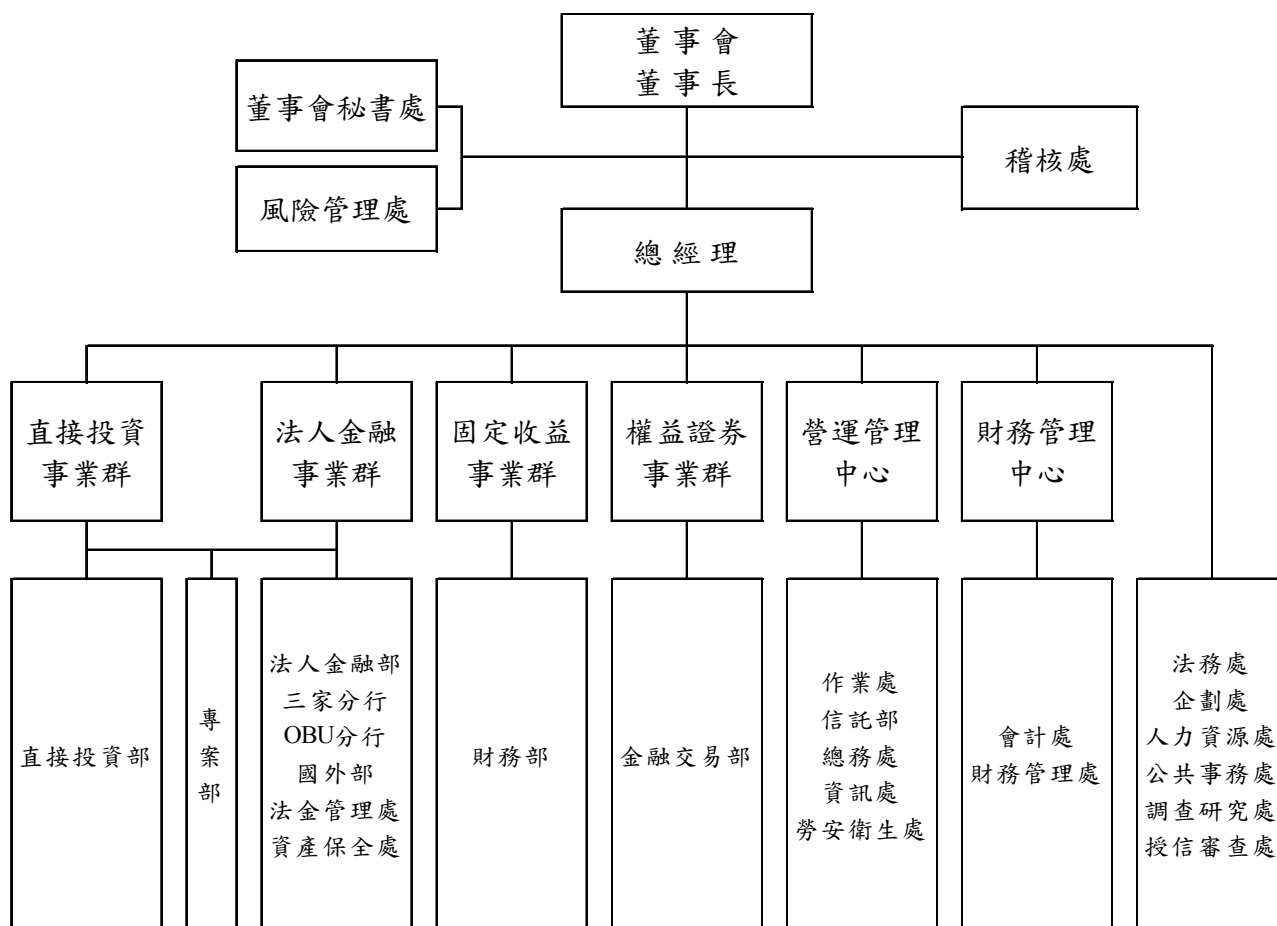 董事會
董事長
董事會秘書處
風險管理處
稽核處
總經理
直接投資
事業群
法人金融
事業群
固定收益
事業群
權益證券
事業群
營運管理
中心
財務管理
中心
直接投資部
專
案
部
法人金融部
三家分行
OBU分行
國外部
法金管理處
資產保全處
財務部
金融交易部
作業處
信託部
總務處
資訊處
勞安衛生處
會計處
財務管理處
法務處
企劃處
人力資源處
公共事務處
調查研究處
授信審查處